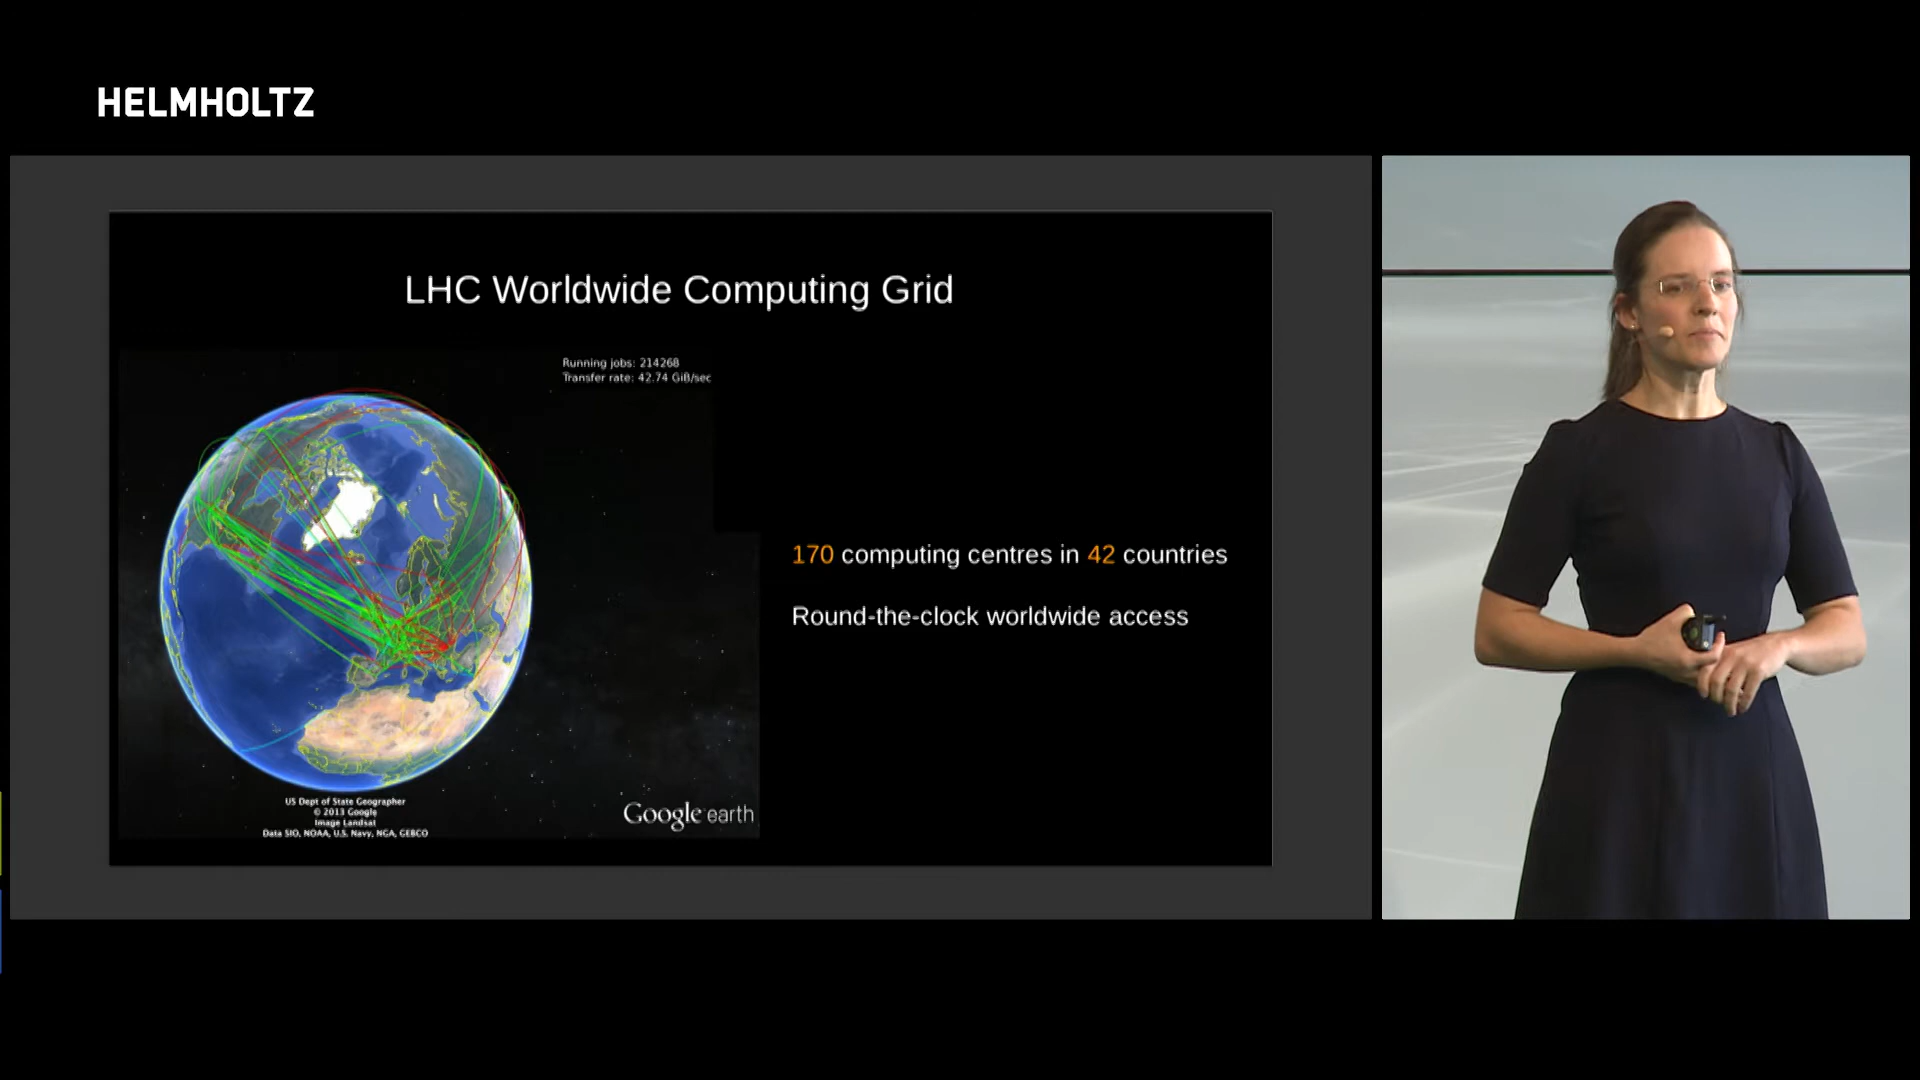 HELMHOLTZ
LHC Worldwide Computing Grid
Running jobs: 214268
Transfer rate: 42.74 GiB/sec
170 computing centres in 42 countries
Round-the-clock worldwide access
US Dept of State Geographer
© 2013 Google
Image Landsat
Data SIO, NOAA, U.S. Navy, NGA, GEBCO
Google earth